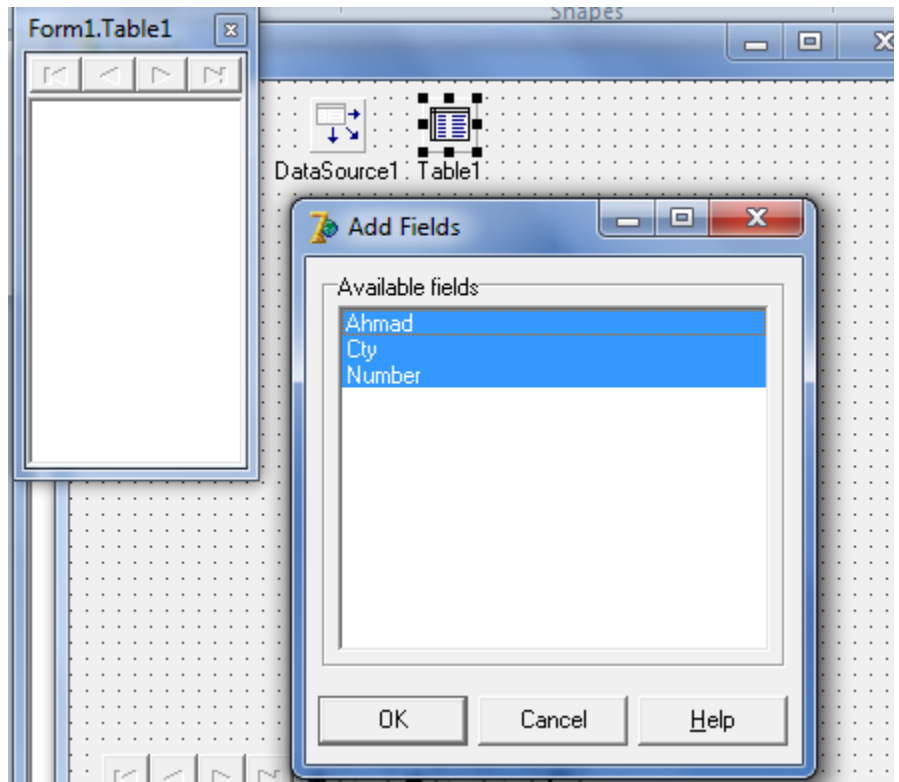 Shapes
Form1.Table1
DataSource1 Table1
Add Fields
Available fields
Ahmad
Cty
Number
OK Cancel Help